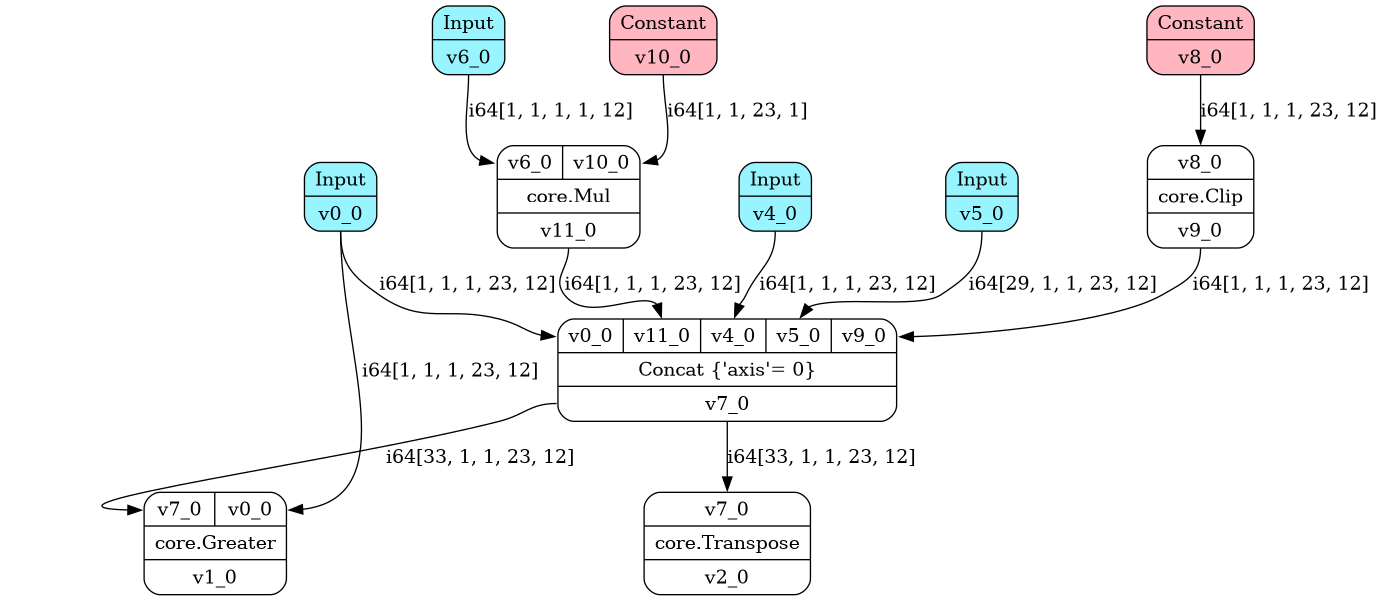 Input
v6_0
Constant
v10_0
Constant
v8_0
i64[1, 1, 1, 1, 12]
i64[1, 1, 23, 1]
i64[1, 1, 1, 23, 12]
Input
v0_0
v6_0 v10_0
core.Mul
v11_0
Input
v4_0
Input
v5_0
v8_0
core.Clip
v9_0
i64[1, 1, 1, 23, 12]
i64[1, 1, 1, 23, 12]
i64[1, 1, 1, 23, 12]
i64[29, 1, 1, 23, 12]
i64[1, 1, 1, 23, 12]
v0_0 v11_0 v4_0 v5_0 v9_0
Concat {'axis'= 0}
v7_0
i64[1, 1, 1, 23, 12]
i64[33, 1, 1, 23, 12]
i64[33, 1, 1, 23, 12]
v7_0 v0_0
core.Greater
v1_0
v7_0
core.Transpose
v2_0